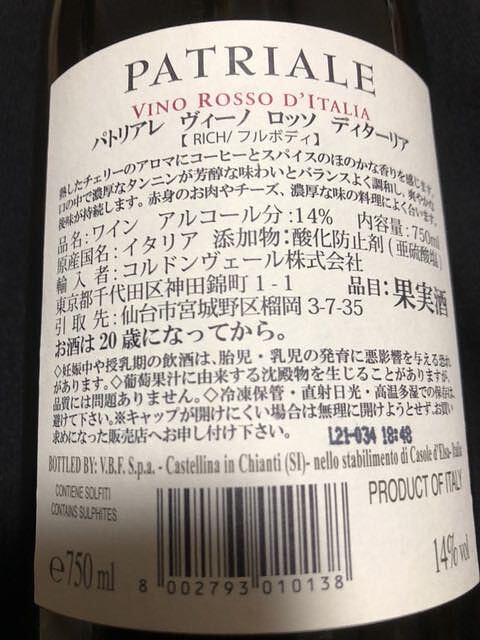 PATRIALE
VINO ROSSO D'ITALIA
パトリアレ ヴィーノ ロッソ ディターリア
【 RICH/ フルボディ】
熟したチェリーのアロマにコーヒーとスパイスのほのかな香りを感じます。
口の中で濃厚なタンニンが芳醇な味わいとバランスよく調和し、爽やかな
後味が持続します。赤身のお肉やチーズ、濃厚な味の料理によく合います。
品名:ワイン アルコール分:14% 内容量:750ml
原産国名:イタリア 添加物:酸化防止剤(亜硫酸塩)
輸入者:コルドンヴェール株式会社
東京都千代田区神田錦町1-1 品目:果実酒
引取先:仙台市宮城野区榴岡3-7-35
お酒は20歳になってから。
◇妊娠中や授乳期の飲酒は、胎児・乳児の発育に悪影響を与える恐れ
があります。◇葡萄果汁に由来する沈殿物を生じることがありますが、
品質には問題ありません。◇冷凍保管・直射日光・高温多湿での保存は
避けて下さい。※キャップが開けにくい場合は無理に開けようとせず、お買い
求めになった販売店へお申し付け下さい。
L21-034 18:48
BOTTLED BY: V.B.F. S.p.a. - Castellina in Chianti (SI)- nello stabilimento di Casole d'Elsa- Italia
CONTIENE SOLFITI
CONTAINS SULPHITES
PRODUCT OF ITALY
e750 ml
8 002793 010138
14% vol